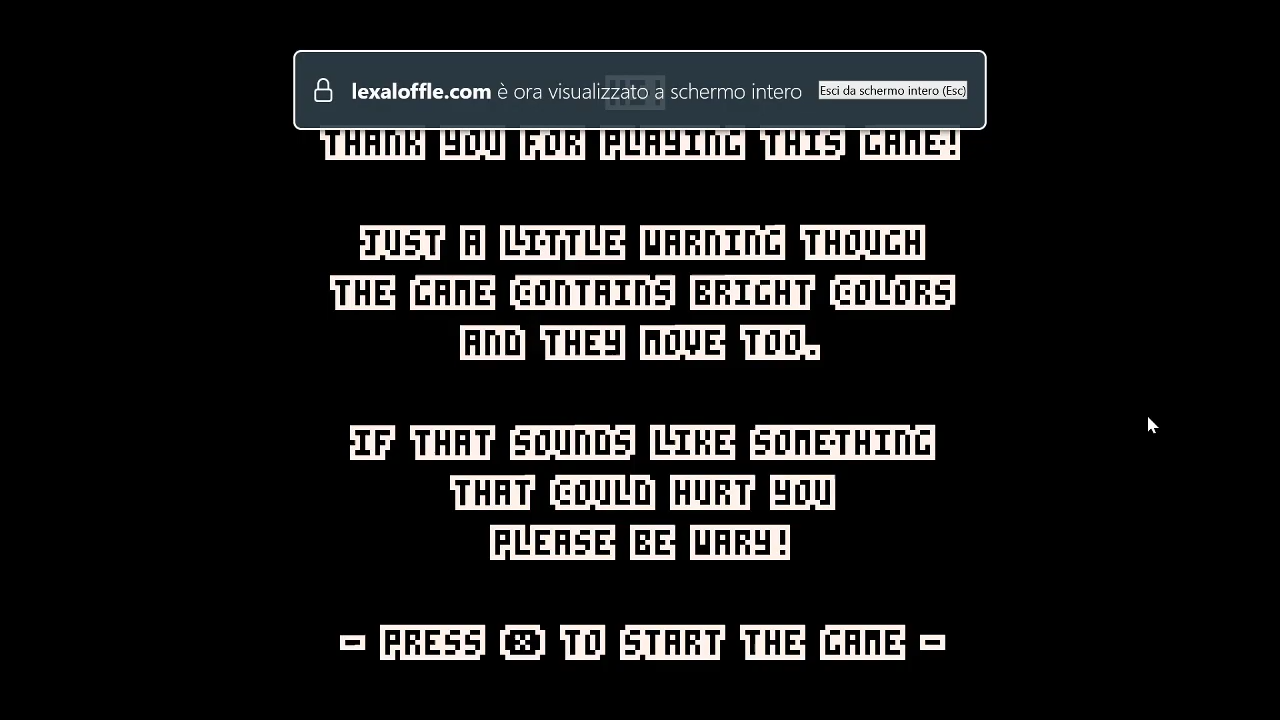 lexaloffle.com è ora visualizzato a schermo intero Esci da schermo intero (Esc)
THANK YOU FOR PLAYING THIS GAME!
JUST A LITTLE WARNING THOUGH
THE GAME CONTAINS BRIGHT COLORS
AND THEY MOVE TOO.
IF THAT SOUNDS LIKE SOMETHING
THAT COULD HURT YOU
PLEASE BE WARY!
- PRESS ⓧ TO START THE GAME -